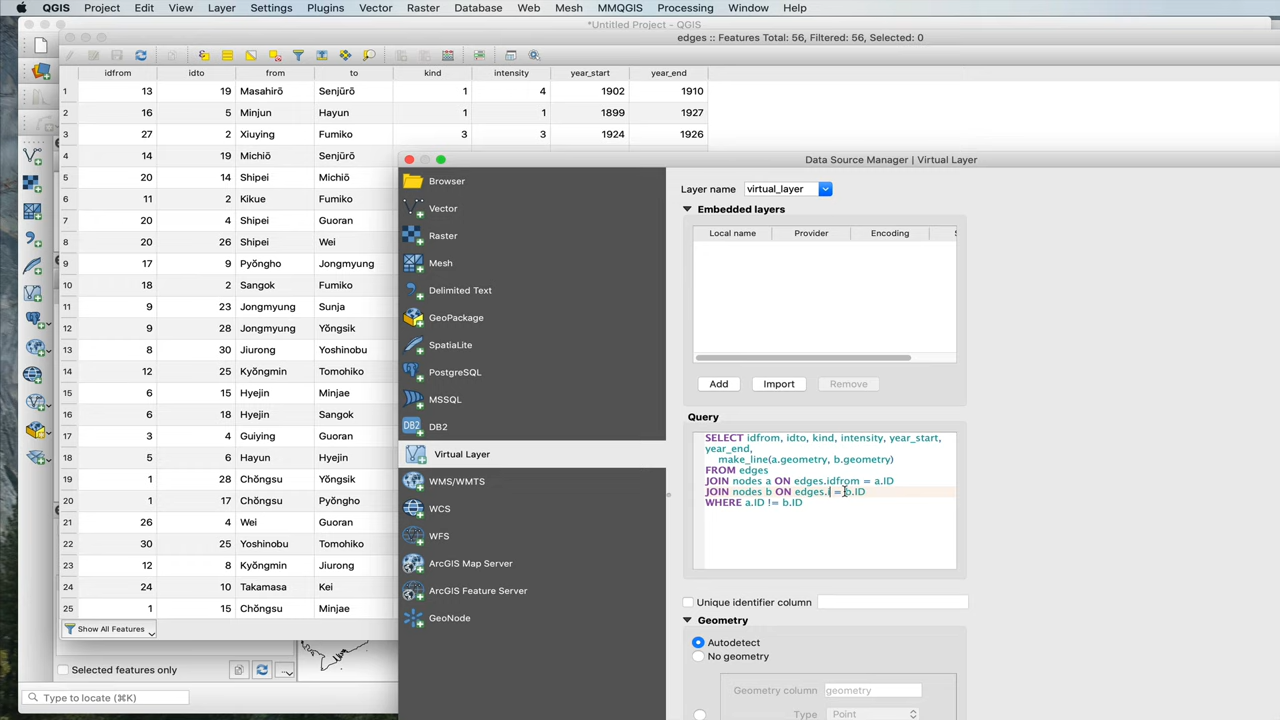 QGIS Project Edit View Layer Settings Plugins Vector Raster Database Web Mesh MMQGIS Processing Window Help
*Untitled Project - QGIS
edges :: Features Total: 56, Filtered: 56, Selected: 0
idfrom idto from to kind intensity year_start year_end
1 13 19 Masahirō Senjūrō 1 4 1902 1910
2 16 5 Minjun Hayun 1 1 1899 1927
3 27 2 Xiuying Fumiko 3 3 1924 1926
4 14 19 Michiō Senjūrō
5 20 14 Shipei Michiō
6 11 2 Kikue Fumiko
7 20 4 Shipei Guoran
8 20 26 Shipei Wei
9 17 9 Pyŏngho Jongmyung
10 18 2 Sangok Fumiko
11 9 23 Jongmyung Sunja
12 9 28 Jongmyung Yŏngsik
13 8 30 Jiurong Yoshinobu
14 12 25 Kyŏngmin Tomohiko
15 6 15 Hyejin Minjae
16 6 18 Hyejin Sangok
17 3 4 Guiying Guoran
18 5 6 Hayun Hyejin
19 1 28 Chŏngsu Yŏngsik
20 1 17 Chŏngsu Pyŏngho
21 26 4 Wei Guoran
22 30 25 Yoshinobu Tomohiko
23 12 8 Kyŏngmin Jiurong
24 24 10 Takamasa Kei
25 1 15 Chŏngsu Minjae
Show All Features
Selected features only
Type to locate (⌘K)
Data Source Manager | Virtual Layer
Browser
Vector
Raster
Mesh
Delimited Text
GeoPackage
SpatiaLite
PostgreSQL
MSSQL
DB2
Virtual Layer
WMS/WMTS
WCS
WFS
ArcGIS Map Server
ArcGIS Feature Server
GeoNode
Layer name virtual_layer
Embedded layers
Local name Provider Encoding
Add Import Remove
Query
SELECT idfrom, idto, kind, intensity, year_start,
year_end,
make_line(a.geometry, b.geometry)
FROM edges
JOIN nodes a ON edges.idfrom = a.ID
JOIN nodes b ON edges.i = b.ID
WHERE a.ID != b.ID
Unique identifier column
Geometry
Autodetect
No geometry
Geometry column geometry
Type Point